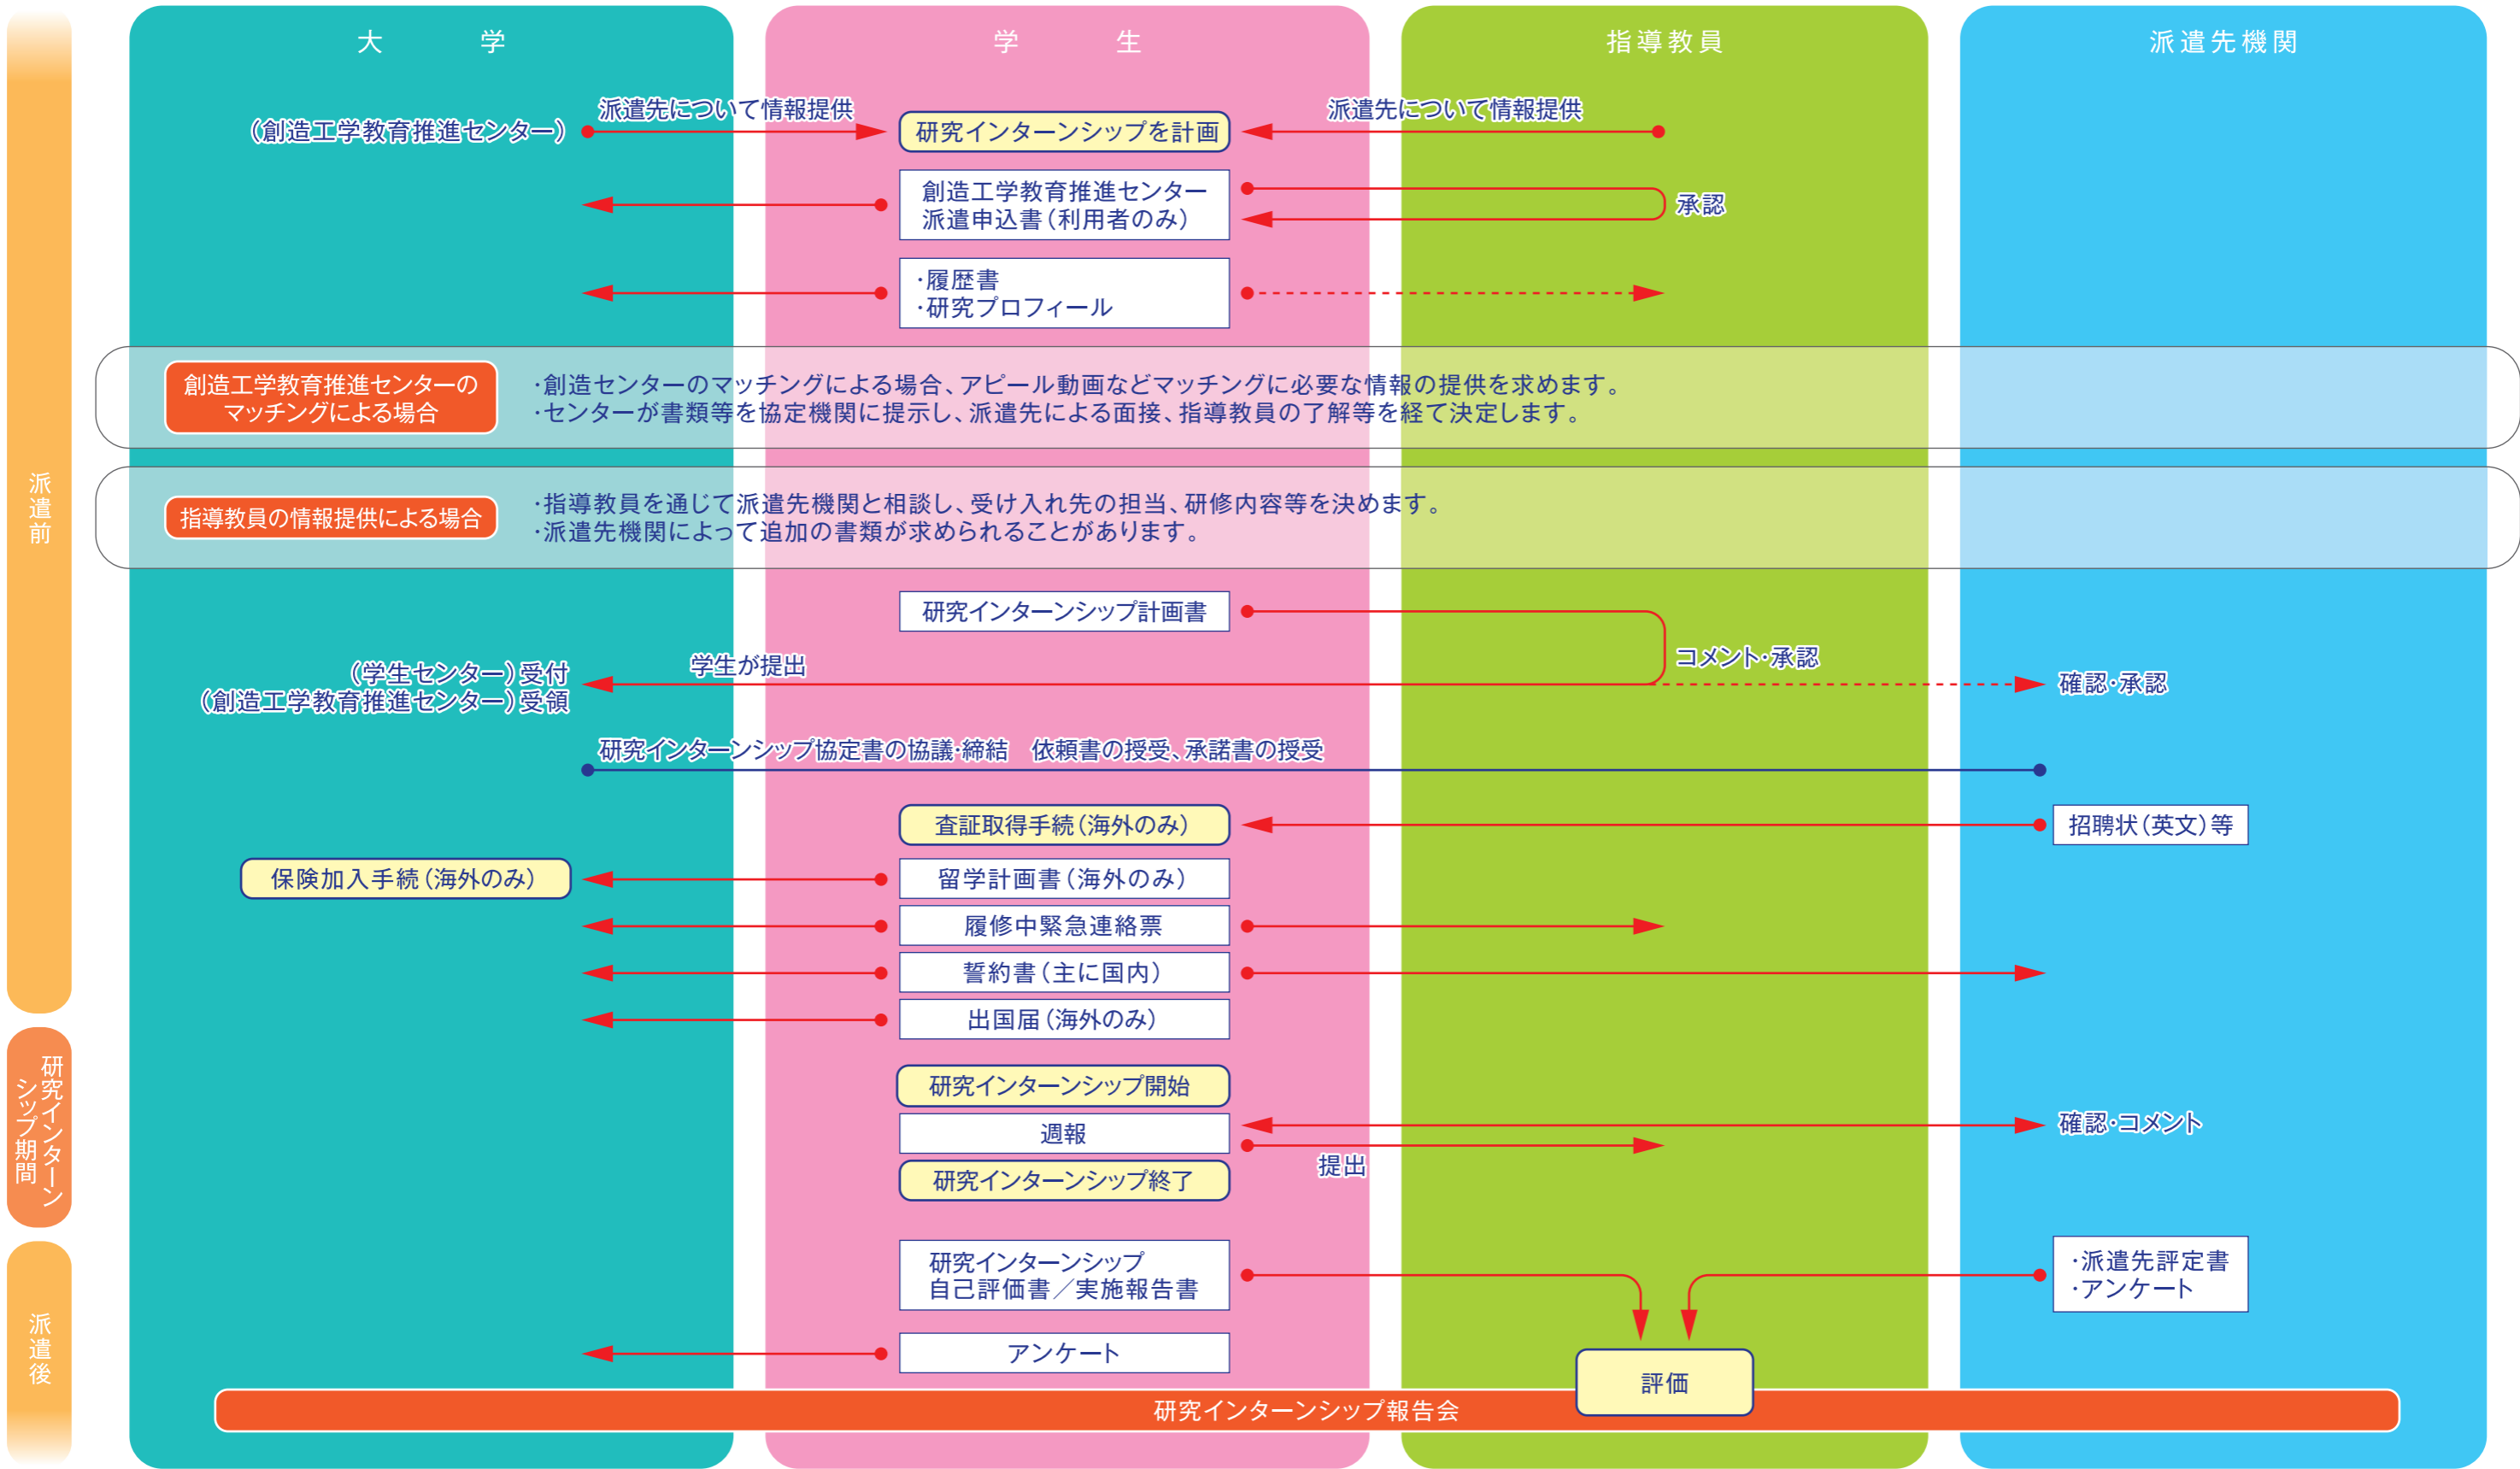 大学
学生
指導教員
派遣先機関
派遣前
（創造工学教育推進センター）
派遣先について情報提供
研究インターンシップを計画
派遣先について情報提供
創造工学教育推進センター
派遣申込書（利用者のみ）
承認
・履歴書
・研究プロフィール
創造工学教育推進センターの
マッチングによる場合
・創造センターのマッチングによる場合、アピール動画などマッチングに必要な情報の提供を求めます。
・センターが書類等を協定機関に提示し、派遣先による面接、指導教員の了解等を経て決定します。
指導教員の情報提供による場合
・指導教員を通じて派遣先機関と相談し、受け入れ先の担当、研修内容等を決めます。
・派遣先機関によって追加の書類が求められることがあります。
研究インターンシップ計画書
コメント・承認
学生が提出
（学生センター）受付
（創造工学教育推進センター）受領
確認・承認
研究インターンシップ協定書の協議・締結　依頼書の授受、承諾書の授受
査証取得手続（海外のみ）
招聘状（英文）等
保険加入手続（海外のみ）
留学計画書（海外のみ）
履修中緊急連絡票
誓約書（主に国内）
出国届（海外のみ）
研究インターン
シップ期間
研究インターンシップ開始
週報
確認・コメント
提出
研究インターンシップ終了
派遣後
研究インターンシップ
自己評価書／実施報告書
・派遣先評定書
・アンケート
アンケート
評価
研究インターンシップ報告会